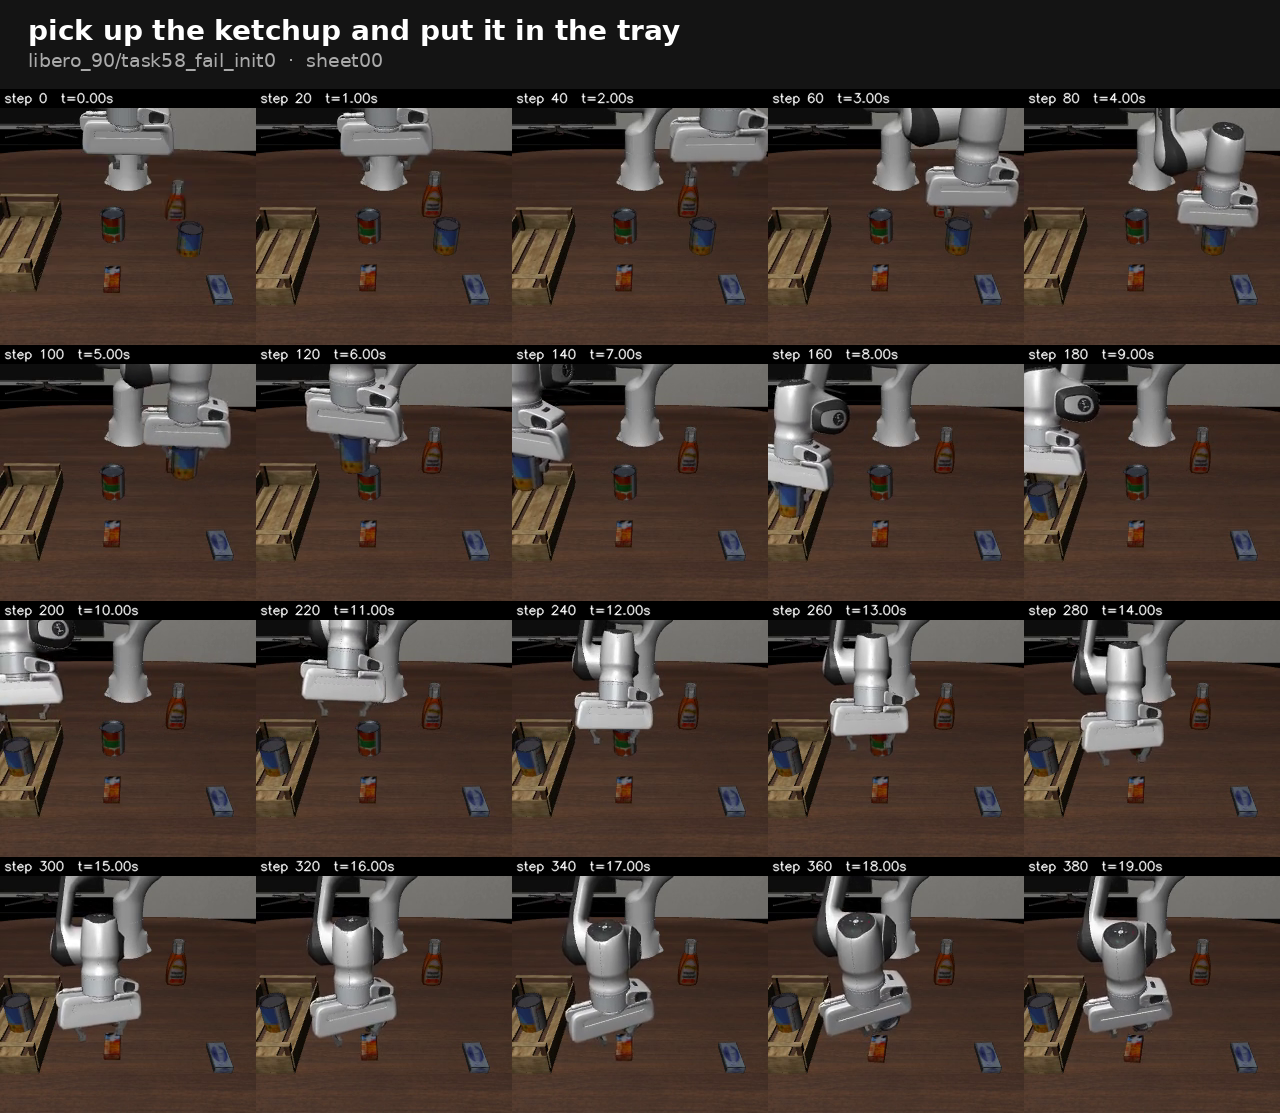 pick up the ketchup and put it in the tray
libero_90/task58_fail_init0 · sheet00
step 0 t=0.00s
step 20 t=1.00s
step 40 t=2.00s
step 60 t=3.00s
step 80 t=4.00s
step 100 t=5.00s
step 120 t=6.00s
step 140 t=7.00s
step 160 t=8.00s
step 180 t=9.00s
step 200 t=10.00s
step 220 t=11.00s
step 240 t=12.00s
step 260 t=13.00s
step 280 t=14.00s
step 300 t=15.00s
step 320 t=16.00s
step 340 t=17.00s
step 360 t=18.00s
step 380 t=19.00s